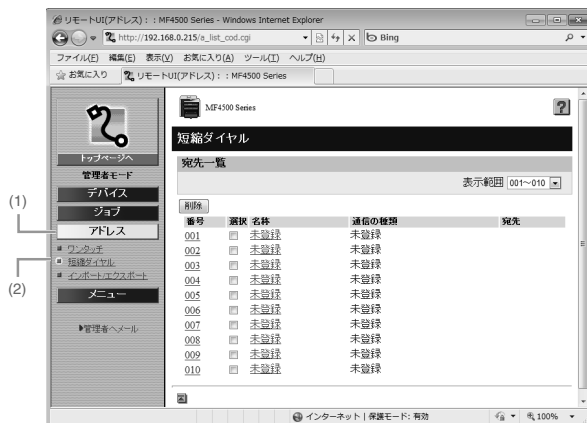 リモートUI(アドレス)：：MF4500 Series - Windows Internet Explorer
http://192.168.0.215/a_list_cod.cgi
Bing
ファイル(F) 編集(E) 表示(V) お気に入り(A) ツール(T) ヘルプ(H)
お気に入り リモートUI(アドレス)：：MF4500 Series
MF4500 Series
?
短縮ダイヤル
トップページへ
宛先一覧
管理者モード
表示範囲 001～010
デバイス
ジョブ
(1)
アドレス
削除
番号 選択 名称 通信の種類 宛先
001 未登録 未登録
ワンタッチ
002 未登録 未登録
短縮ダイヤル
(2)
003 未登録 未登録
インポート/エクスポート
004 未登録 未登録
メニュー
005 未登録 未登録
006 未登録 未登録
管理者へメール
007 未登録 未登録
008 未登録 未登録
009 未登録 未登録
010 未登録 未登録
インターネット | 保護モード: 有効
100%